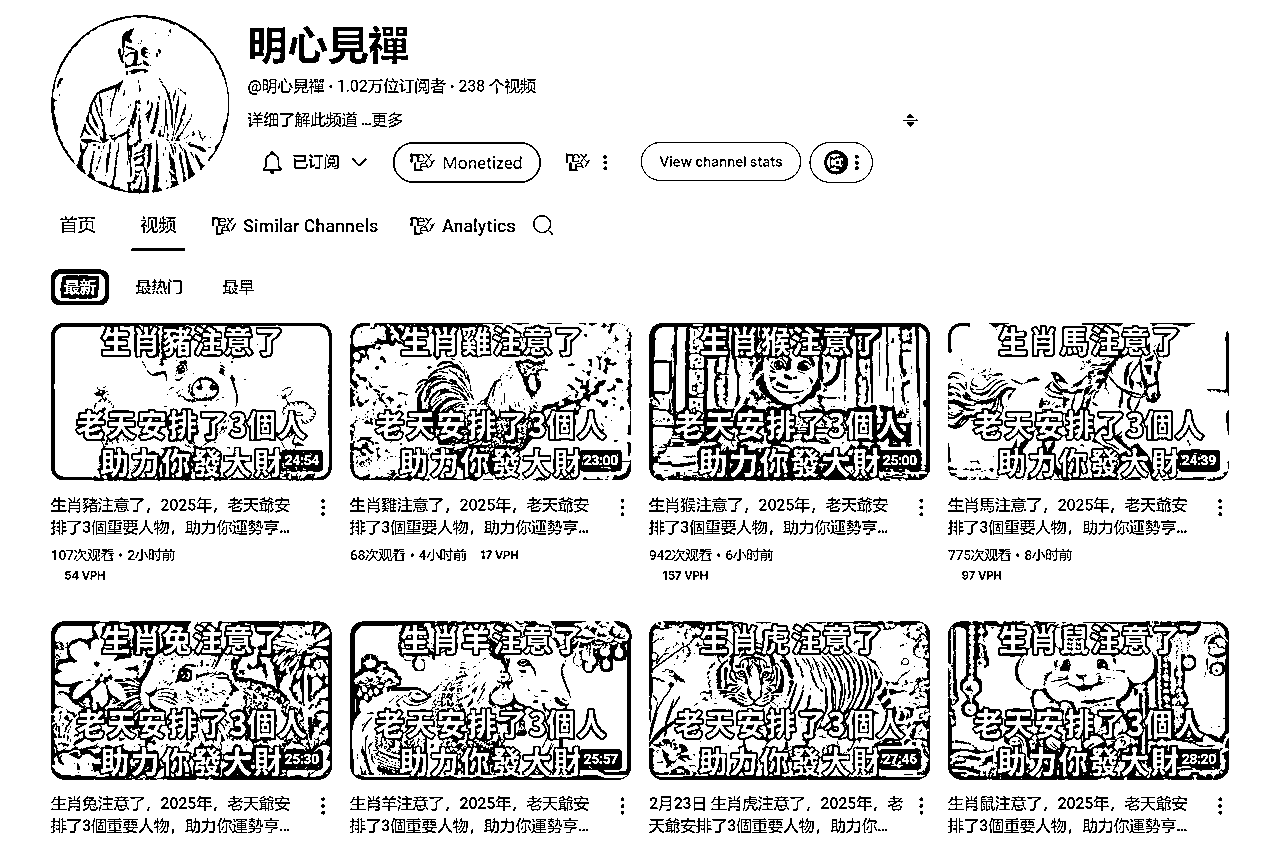 明心見禪
@明心見禪 · 1.02万位订阅者 · 238 个视频
详细了解此频道 ...更多
已订阅 Monetized View channel stats
首页 视频 Similar Channels Analytics
最新 最热门 最早
生肖豬注意了
老天安排了3個人
助力你發大財
24:54
生肖雞注意了
老天安排了3個人
助力你發大財
23:00
生肖猴注意了
老天安排了3個人
助力你發大財
25:00
生肖馬注意了
老天安排了3個人
助力你發大財
24:39
生肖豬注意了，2025年，老天爺安
排了3個重要人物，助力你運勢亨...
107次观看 · 2小时前
54 VPH
生肖雞注意了，2025年，老天爺安
排了3個重要人物，助力你運勢亨...
68次观看 · 4小时前 17 VPH
生肖猴注意了，2025年，老天爺安
排了3個重要人物，助力你運勢亨...
942次观看 · 6小时前
157 VPH
生肖馬注意了，2025年，老天爺安
排了3個重要人物，助力你運勢亨...
775次观看 · 8小时前
97 VPH
生肖兔注意了
老天安排了3個人
助力你發大財
25:30
生肖羊注意了
老天安排了3個人
助力你發大財
25:57
生肖虎注意了
老天安排了3個人
助力你發大財
27:46
生肖鼠注意了
老天安排了3個人
助力你發大財
28:20
生肖兔注意了，2025年，老天爺安
排了3個重要人物，助力你運勢亨...
生肖羊注意了，2025年，老天爺安
排了3個重要人物，助力你運勢亨...
2月23日 生肖虎注意了，2025年，老
天爺安排了3個重要人物，助力你...
生肖鼠注意了，2025年，老天爺安
排了3個重要人物，助力你運勢亨...